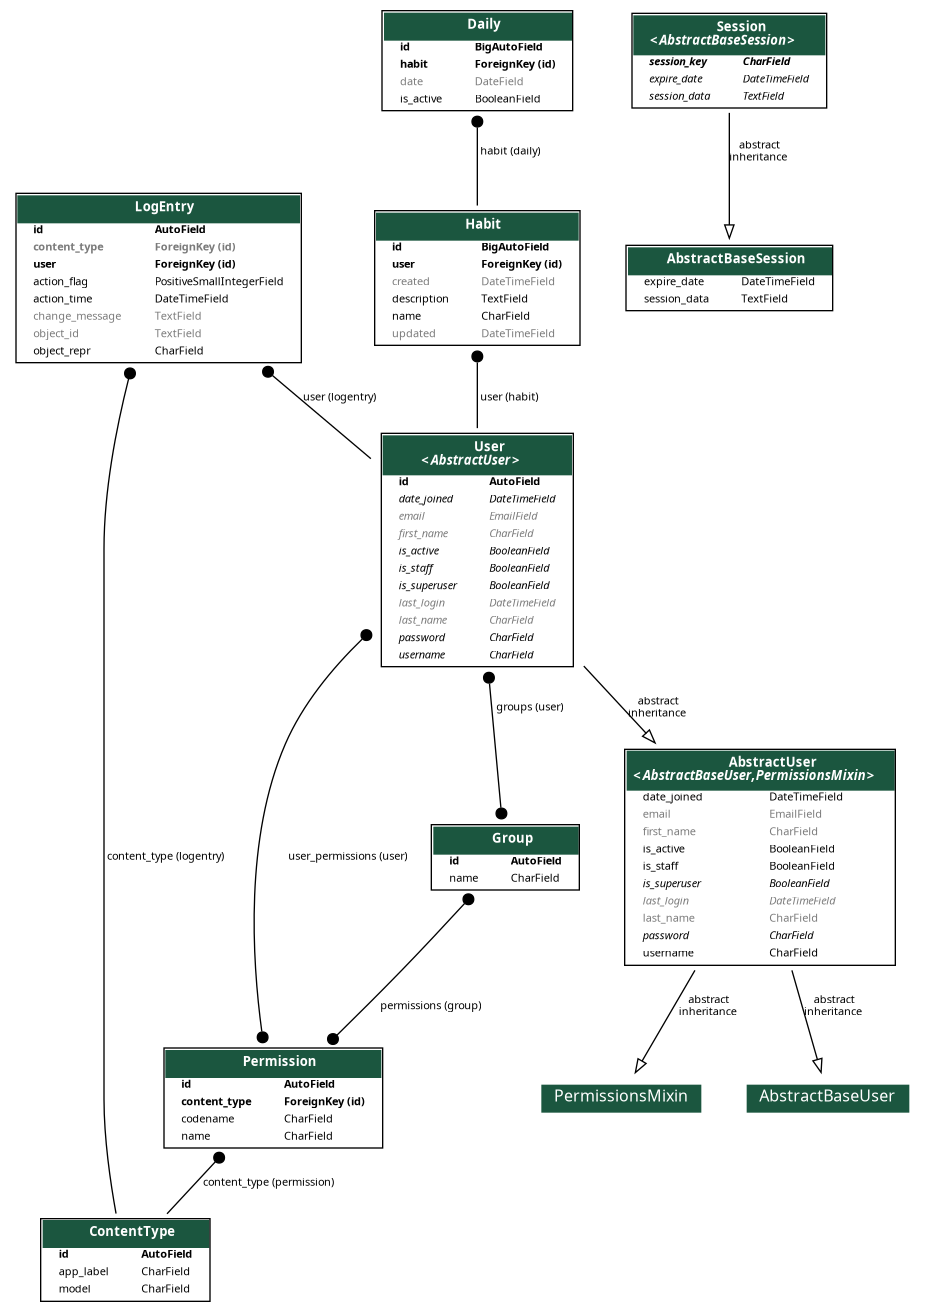 Daily
id BigAutoField
habit ForeignKey (id)
date DateField
is_active BooleanField
habit (daily)
Session
<AbstractBaseSession>
session_key CharField
expire_date DateTimeField
session_data TextField
abstract
inheritance
AbstractBaseSession
expire_date DateTimeField
session_data TextField
LogEntry
id AutoField
content_type ForeignKey (id)
user ForeignKey (id)
action_flag PositiveSmallIntegerField
action_time DateTimeField
change_message TextField
object_id TextField
object_repr CharField
Habit
id BigAutoField
user ForeignKey (id)
created DateTimeField
description TextField
name CharField
updated DateTimeField
user (logentry)
user (habit)
User
<AbstractUser>
id AutoField
date_joined DateTimeField
email EmailField
first_name CharField
is_active BooleanField
is_staff BooleanField
is_superuser BooleanField
last_login DateTimeField
last_name CharField
password CharField
username CharField
groups (user)
abstract
inheritance
AbstractUser
<AbstractBaseUser,PermissionsMixin>
date_joined DateTimeField
email EmailField
first_name CharField
is_active BooleanField
is_staff BooleanField
is_superuser BooleanField
last_login DateTimeField
last_name CharField
password CharField
username CharField
content_type (logentry)
user_permissions (user)
Group
id AutoField
name CharField
permissions (group)
abstract
inheritance
abstract
inheritance
PermissionsMixin
AbstractBaseUser
Permission
id AutoField
content_type ForeignKey (id)
codename CharField
name CharField
content_type (permission)
ContentType
id AutoField
app_label CharField
model CharField